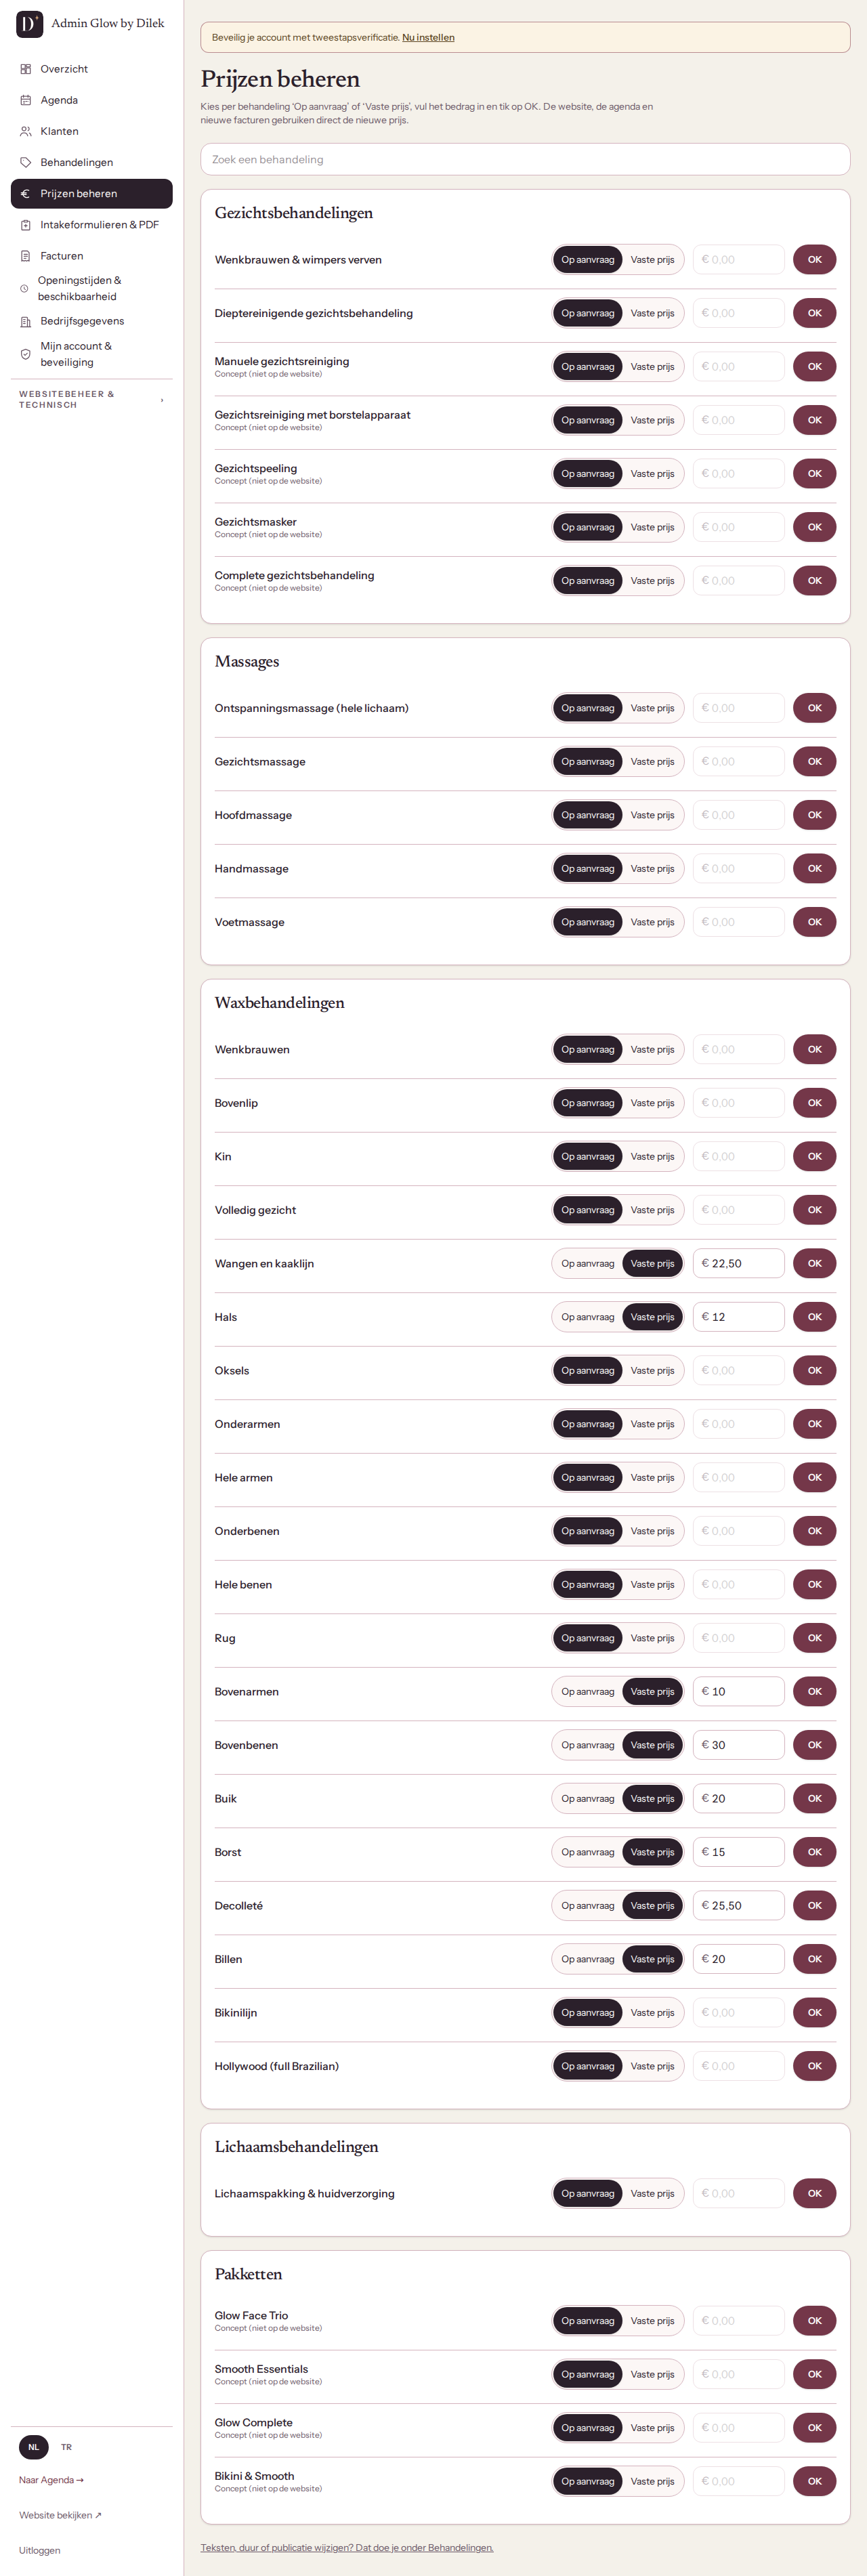 D Admin Glow by Dilek
Overzicht
Agenda
Klanten
Behandelingen
€ Prijzen beheren
Intakeformulieren & PDF
Facturen
Openingstijden &
beschikbaarheid
Bedrijfsgegevens
Mijn account &
beveiliging
WEBSITEBEHEER &
TECHNISCH ›
NL TR
Naar Agenda →
Website bekijken ↗
Uitloggen
Beveilig je account met tweestapsverificatie. Nu instellen
Prijzen beheren
Kies per behandeling ‘Op aanvraag’ of ‘Vaste prijs’, vul het bedrag in en tik op OK. De website, de agenda en
nieuwe facturen gebruiken direct de nieuwe prijs.
Zoek een behandeling
Gezichtsbehandelingen
Wenkbrauwen & wimpers verven Op aanvraag Vaste prijs € 0,00 OK
Dieptereinigende gezichtsbehandeling Op aanvraag Vaste prijs € 0,00 OK
Manuele gezichtsreiniging Op aanvraag Vaste prijs € 0,00 OK
Concept (niet op de website)
Gezichtsreiniging met borstelapparaat Op aanvraag Vaste prijs € 0,00 OK
Concept (niet op de website)
Gezichtspeeling Op aanvraag Vaste prijs € 0,00 OK
Concept (niet op de website)
Gezichtsmasker Op aanvraag Vaste prijs € 0,00 OK
Concept (niet op de website)
Complete gezichtsbehandeling Op aanvraag Vaste prijs € 0,00 OK
Concept (niet op de website)
Massages
Ontspanningsmassage (hele lichaam) Op aanvraag Vaste prijs € 0,00 OK
Gezichtsmassage Op aanvraag Vaste prijs € 0,00 OK
Hoofdmassage Op aanvraag Vaste prijs € 0,00 OK
Handmassage Op aanvraag Vaste prijs € 0,00 OK
Voetmassage Op aanvraag Vaste prijs € 0,00 OK
Waxbehandelingen
Wenkbrauwen Op aanvraag Vaste prijs € 0,00 OK
Bovenlip Op aanvraag Vaste prijs € 0,00 OK
Kin Op aanvraag Vaste prijs € 0,00 OK
Volledig gezicht Op aanvraag Vaste prijs € 0,00 OK
Wangen en kaaklijn Op aanvraag Vaste prijs € 22,50 OK
Hals Op aanvraag Vaste prijs € 12 OK
Oksels Op aanvraag Vaste prijs € 0,00 OK
Onderarmen Op aanvraag Vaste prijs € 0,00 OK
Hele armen Op aanvraag Vaste prijs € 0,00 OK
Onderbenen Op aanvraag Vaste prijs € 0,00 OK
Hele benen Op aanvraag Vaste prijs € 0,00 OK
Rug Op aanvraag Vaste prijs € 0,00 OK
Bovenarmen Op aanvraag Vaste prijs € 10 OK
Bovenbenen Op aanvraag Vaste prijs € 30 OK
Buik Op aanvraag Vaste prijs € 20 OK
Borst Op aanvraag Vaste prijs € 15 OK
Decolleté Op aanvraag Vaste prijs € 25,50 OK
Billen Op aanvraag Vaste prijs € 20 OK
Bikinilijn Op aanvraag Vaste prijs € 0,00 OK
Hollywood (full Brazilian) Op aanvraag Vaste prijs € 0,00 OK
Lichaamsbehandelingen
Lichaamspakking & huidverzorging Op aanvraag Vaste prijs € 0,00 OK
Pakketten
Glow Face Trio Op aanvraag Vaste prijs € 0,00 OK
Concept (niet op de website)
Smooth Essentials Op aanvraag Vaste prijs € 0,00 OK
Concept (niet op de website)
Glow Complete Op aanvraag Vaste prijs € 0,00 OK
Concept (niet op de website)
Bikini & Smooth Op aanvraag Vaste prijs € 0,00 OK
Concept (niet op de website)
Teksten, duur of publicatie wijzigen? Dat doe je onder Behandelingen.